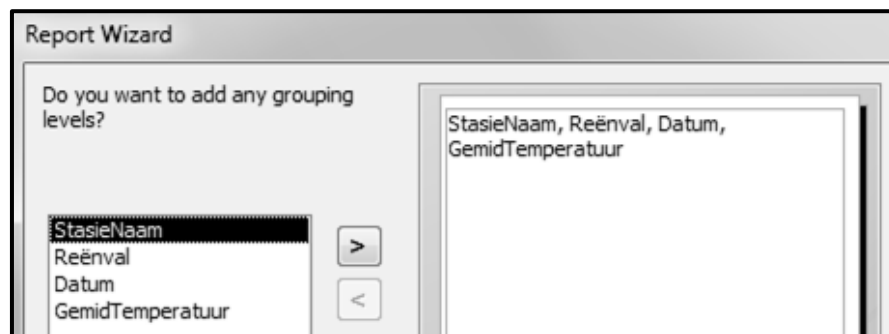 Report Wizard
Do you want to add any grouping
levels?
StasieNaam, Reënval, Datum,
GemidTemperatuur
StasieNaam
Reënval
Datum
GemidTemperatuur
>
<